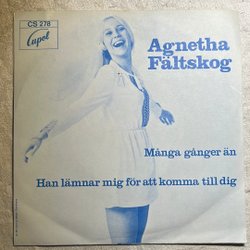 CS 278
Cupol
Agnetha
Fältskog
Många gånger än
Han lämnar mig för att komma till dig